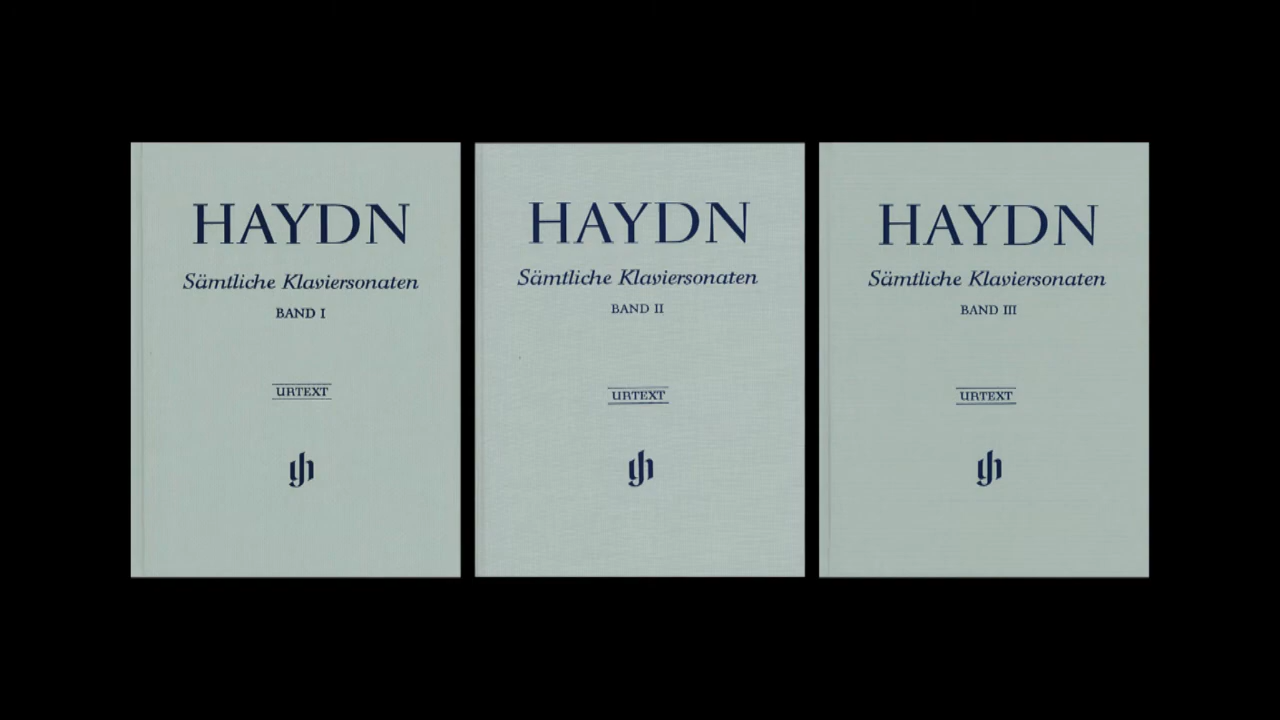 HAYDN
Sämtliche Klaviersonaten
BAND I
URTEXT
HAYDN
Sämtliche Klaviersonaten
BAND II
URTEXT
HAYDN
Sämtliche Klaviersonaten
BAND III
URTEXT